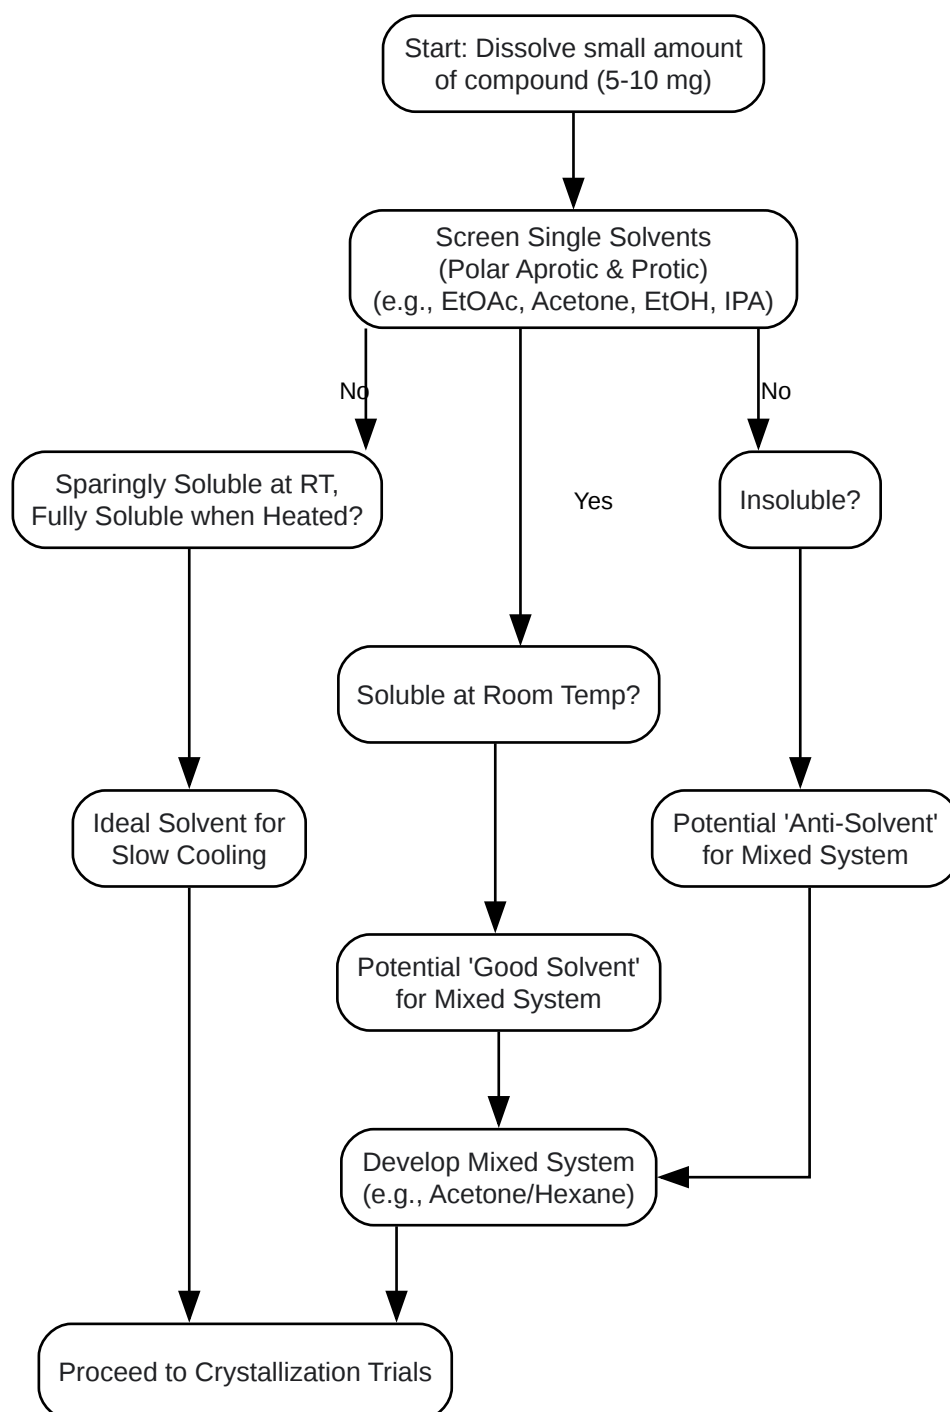 Start: Dissolve small amount
of compound (5-10 mg)
Screen Single Solvents
(Polar Aprotic & Protic)
(e.g., EtOAc, Acetone, EtOH, IPA)
No
No
Sparingly Soluble at RT,
Fully Soluble when Heated?
Yes
Insoluble?
Soluble at Room Temp?
Ideal Solvent for
Slow Cooling
Potential 'Anti-Solvent'
for Mixed System
Potential 'Good Solvent'
for Mixed System
Develop Mixed System
(e.g., Acetone/Hexane)
Proceed to Crystallization Trials